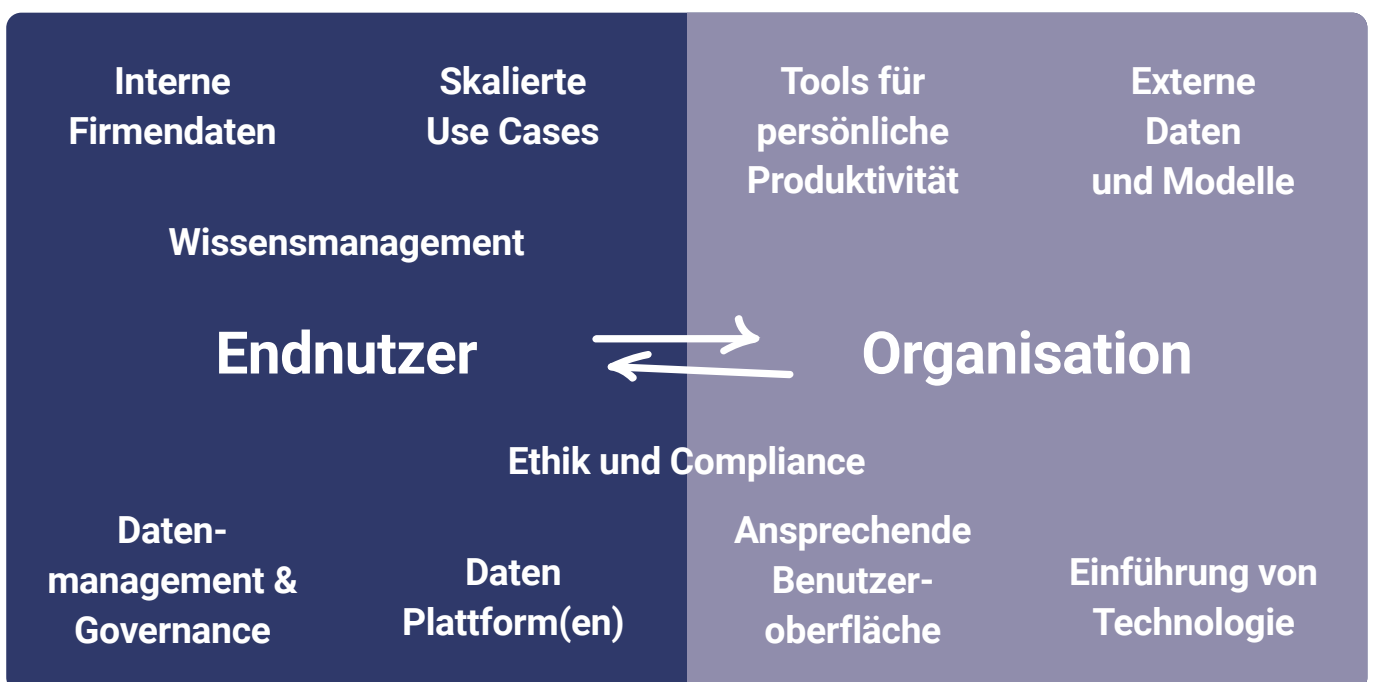 Interne
Firmendaten
Skalierte
Use Cases
Tools für
persönliche
Produktivität
Externe
Daten
und Modelle
Wissensmanagement
Endnutzer
Organisation
Ethik und Compliance
Daten-
management &
Governance
Daten
Plattform(en)
Ansprechende
Benutzer-
oberfläche
Einführung von
Technologie